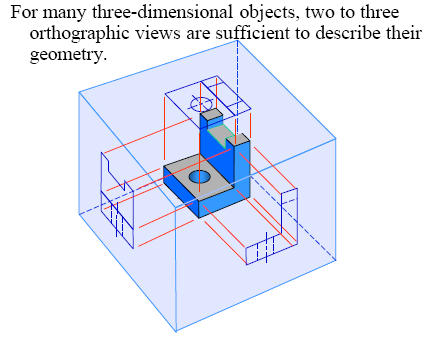 For many three-dimensional objects, two to three
orthographic views are sufficient to describe their
geometry.